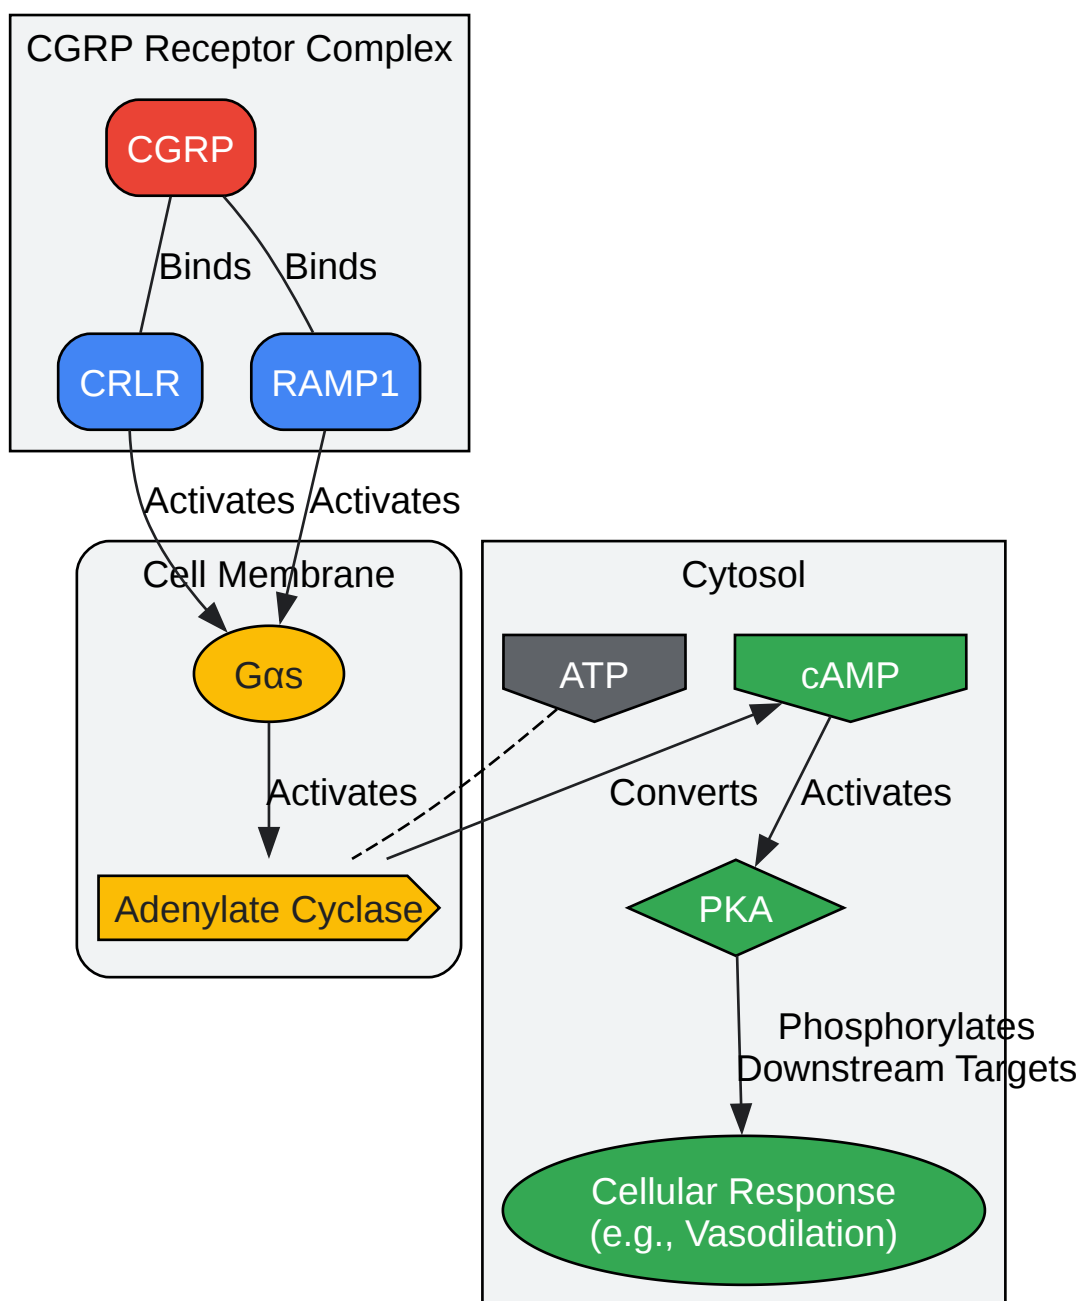 CGRP Receptor Complex
CGRP
Binds
Binds
CRLR
RAMP1
Activates
Activates
Cell Membrane
Cytosol
Gαs
ATP
cAMP
Activates
Converts
Activates
Adenylate Cyclase
PKA
Phosphorylates
Downstream Targets
Cellular Response
(e.g., Vasodilation)